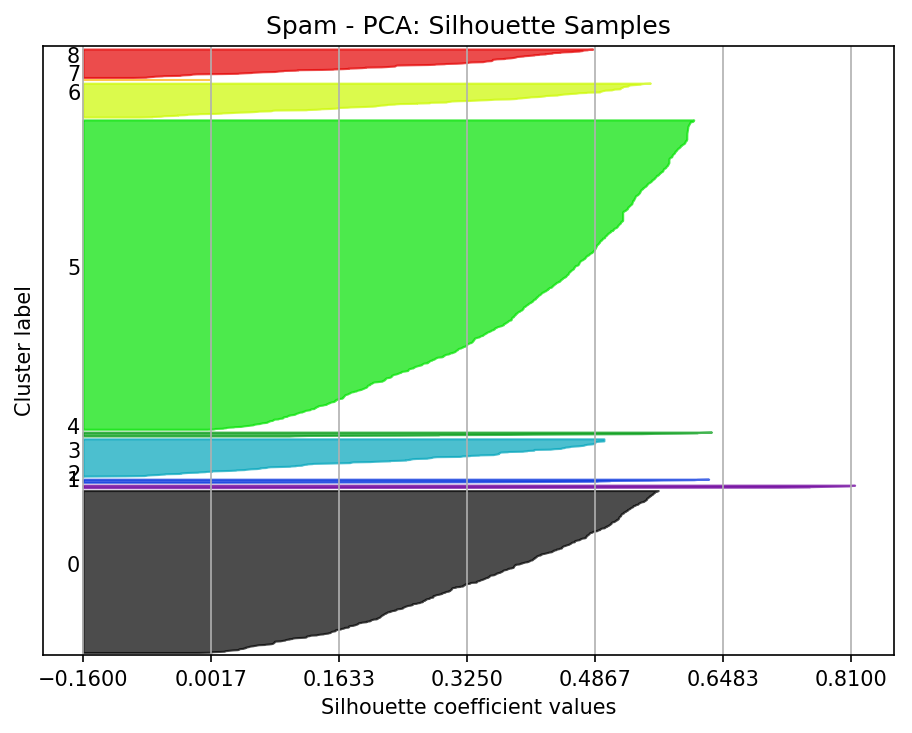 Spam - PCA: Silhouette Samples
8
7
6
5
4
3
2
1
0
Cluster label
−0.1600 0.0017 0.1633 0.3250 0.4867 0.6483 0.8100
Silhouette coefficient values